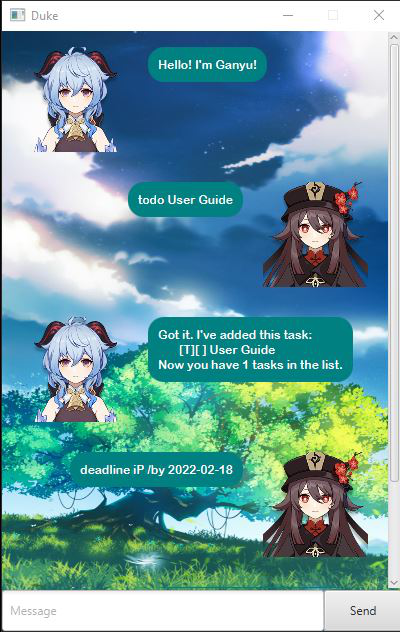 Duke
Hello! I'm Ganyu!
todo User Guide
Got it. I've added this task:
[T][ ] User Guide
Now you have 1 tasks in the list.
deadline iP /by 2022-02-18
Message
Send